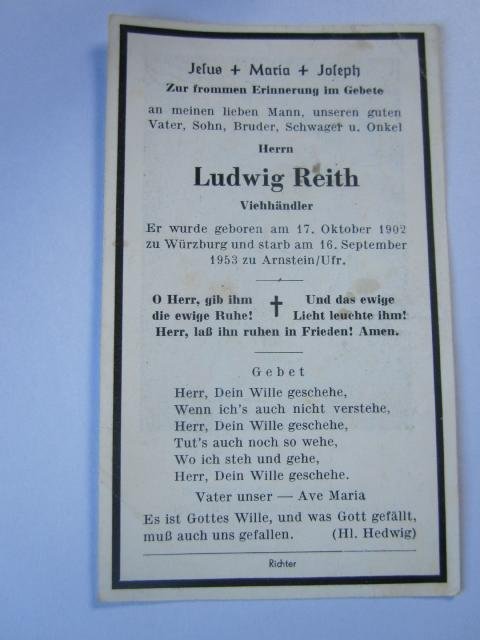 Jesus + Maria + Joseph
Zur frommen Erinnerung im Gebete
an meinen lieben Mann, unseren guten
Vater, Sohn, Bruder, Schwager u. Onkel
Herrn
Ludwig Reith
Viehhändler
Er wurde geboren am 17. Oktober 1902
zu Würzburg und starb am 16. September
1953 zu Arnstein/Ufr.
O Herr, gib ihm
die ewige Ruhe!
Und das ewige
Licht leuchte ihm!
Herr, laß ihn ruhen in Frieden! Amen.
Gebet
Herr, Dein Wille geschehe,
Wenn ich's auch nicht verstehe,
Herr, Dein Wille geschehe,
Tut's auch noch so wehe,
Wo ich steh und gehe,
Herr, Dein Wille geschehe.
Vater unser — Ave Maria
Es ist Gottes Wille, und was Gott gefällt,
muß auch uns gefallen. (Hl. Hedwig)
Richter